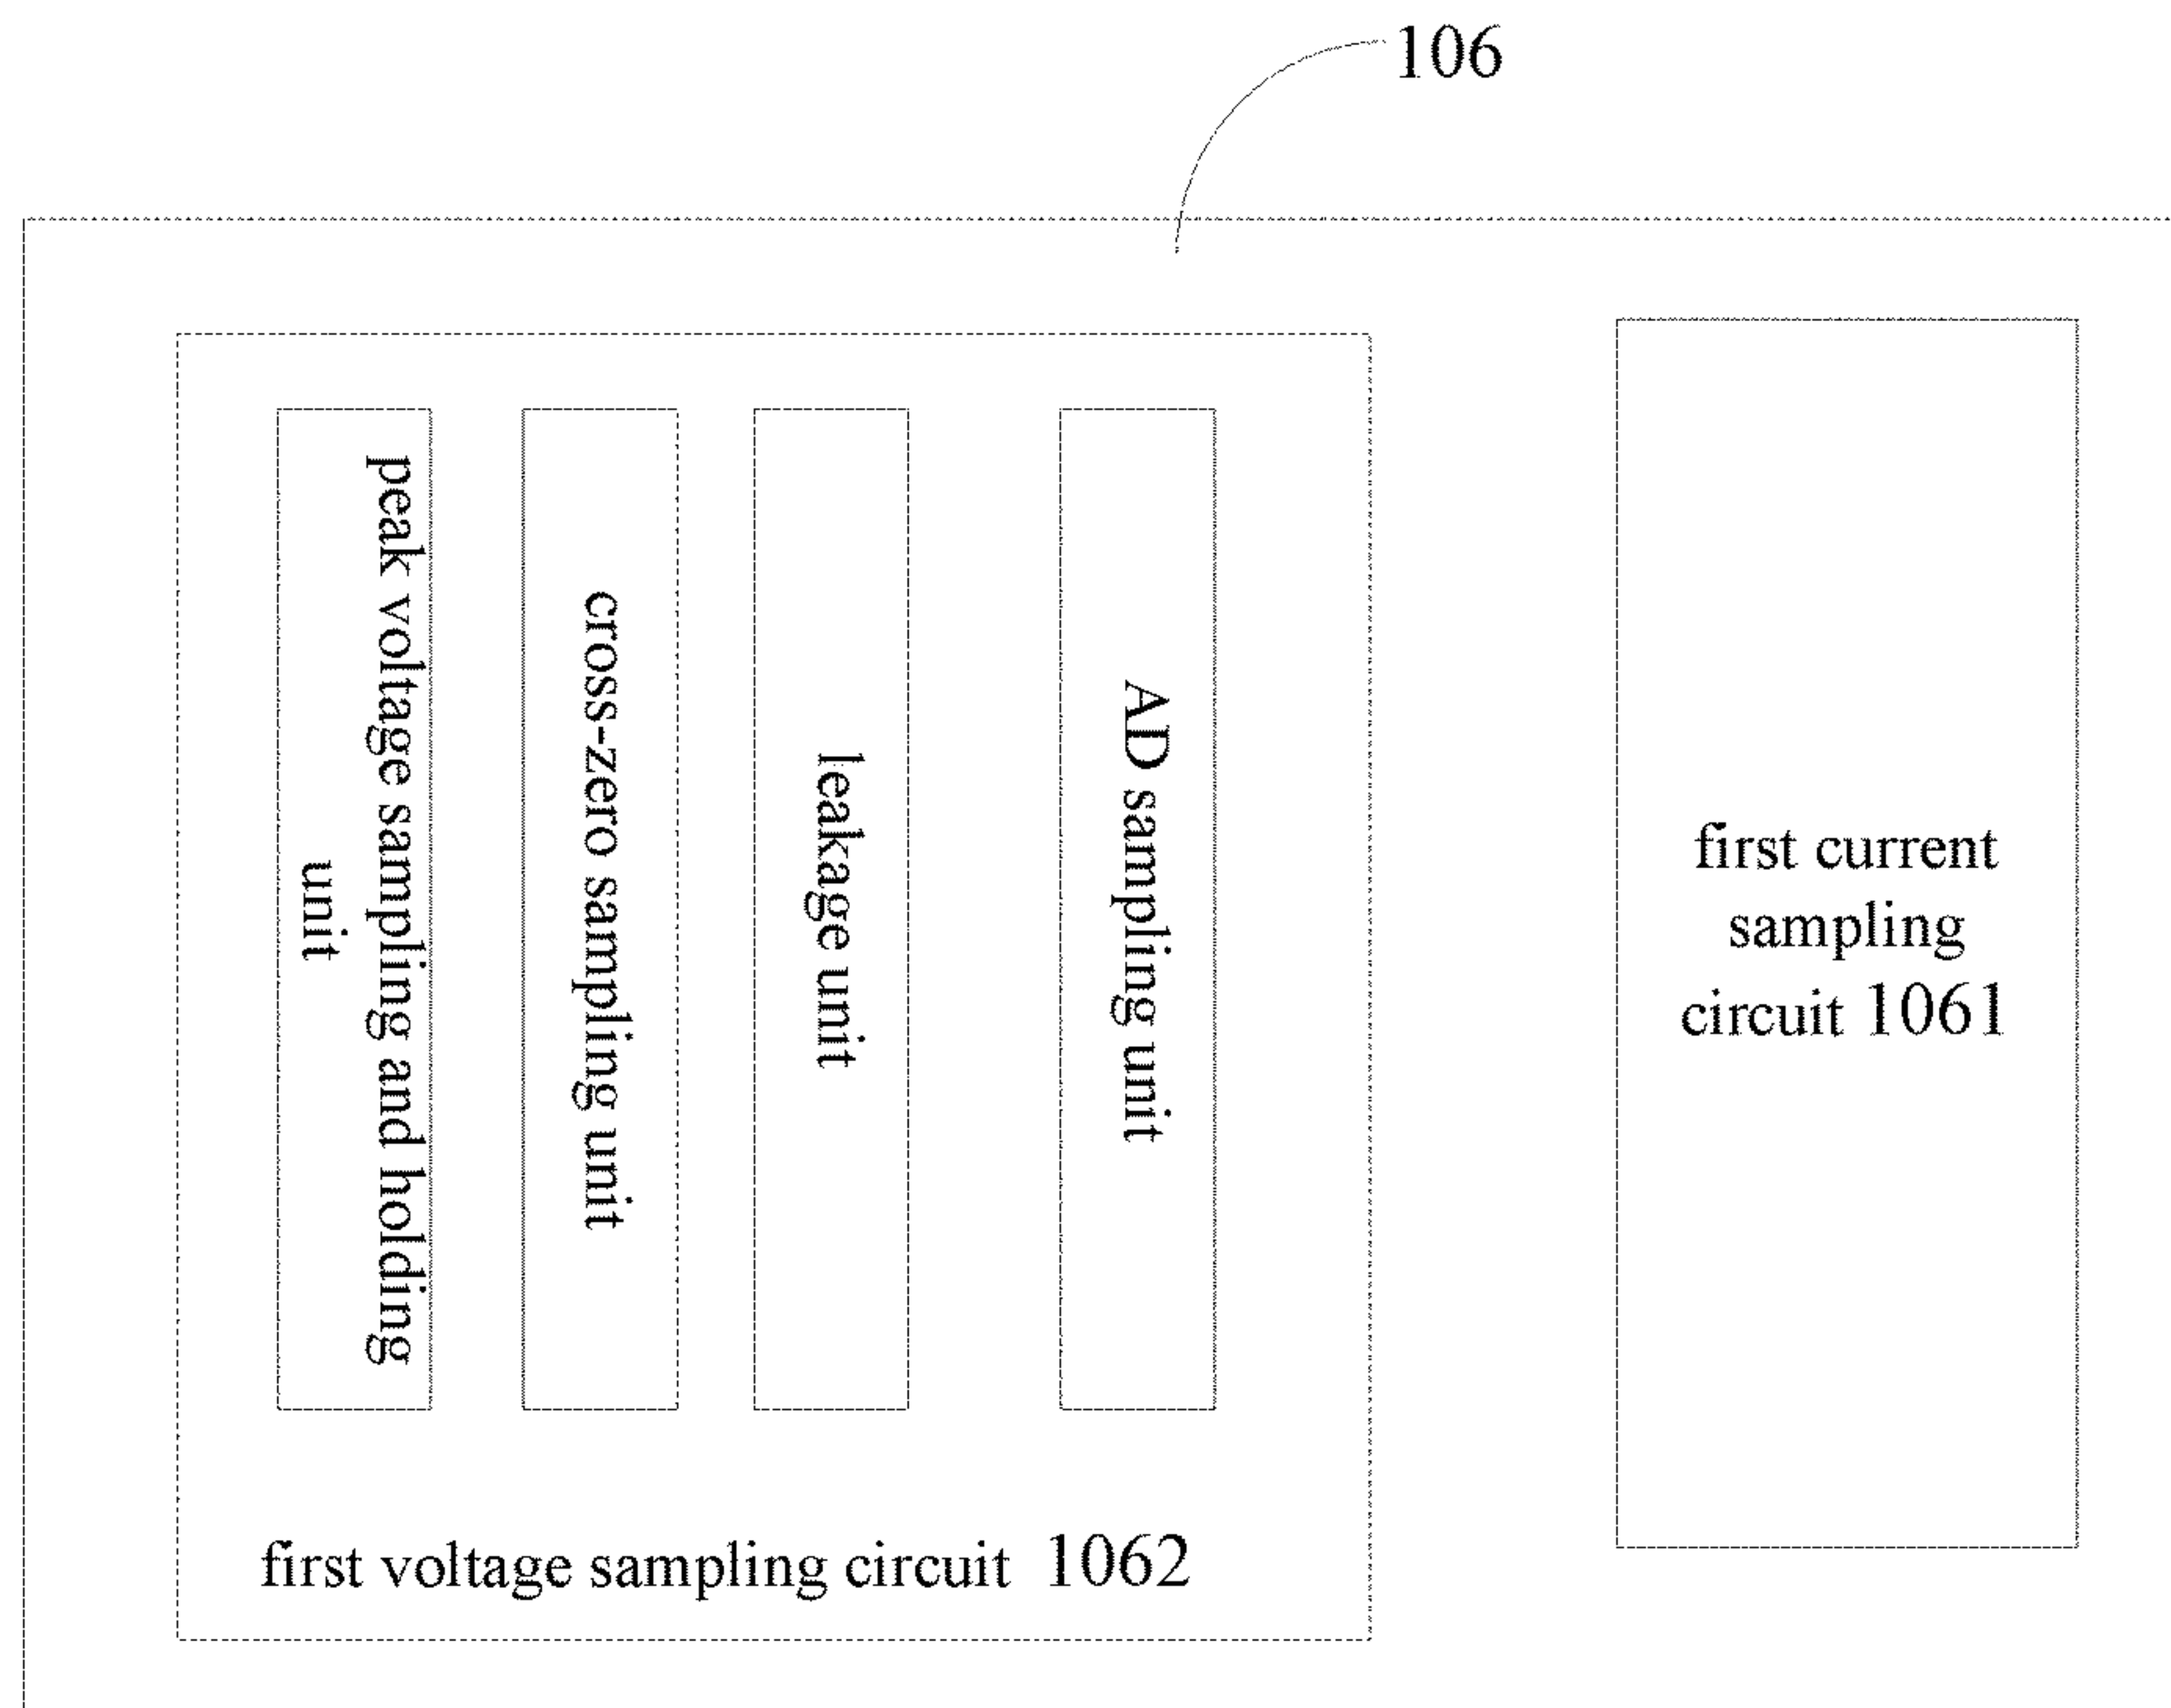 106
peak voltage sampling and holding
unit
cross-zero sampling unit
leakage unit
AD sampling unit
first current
sampling
circuit 1061
first voltage sampling circuit 1062